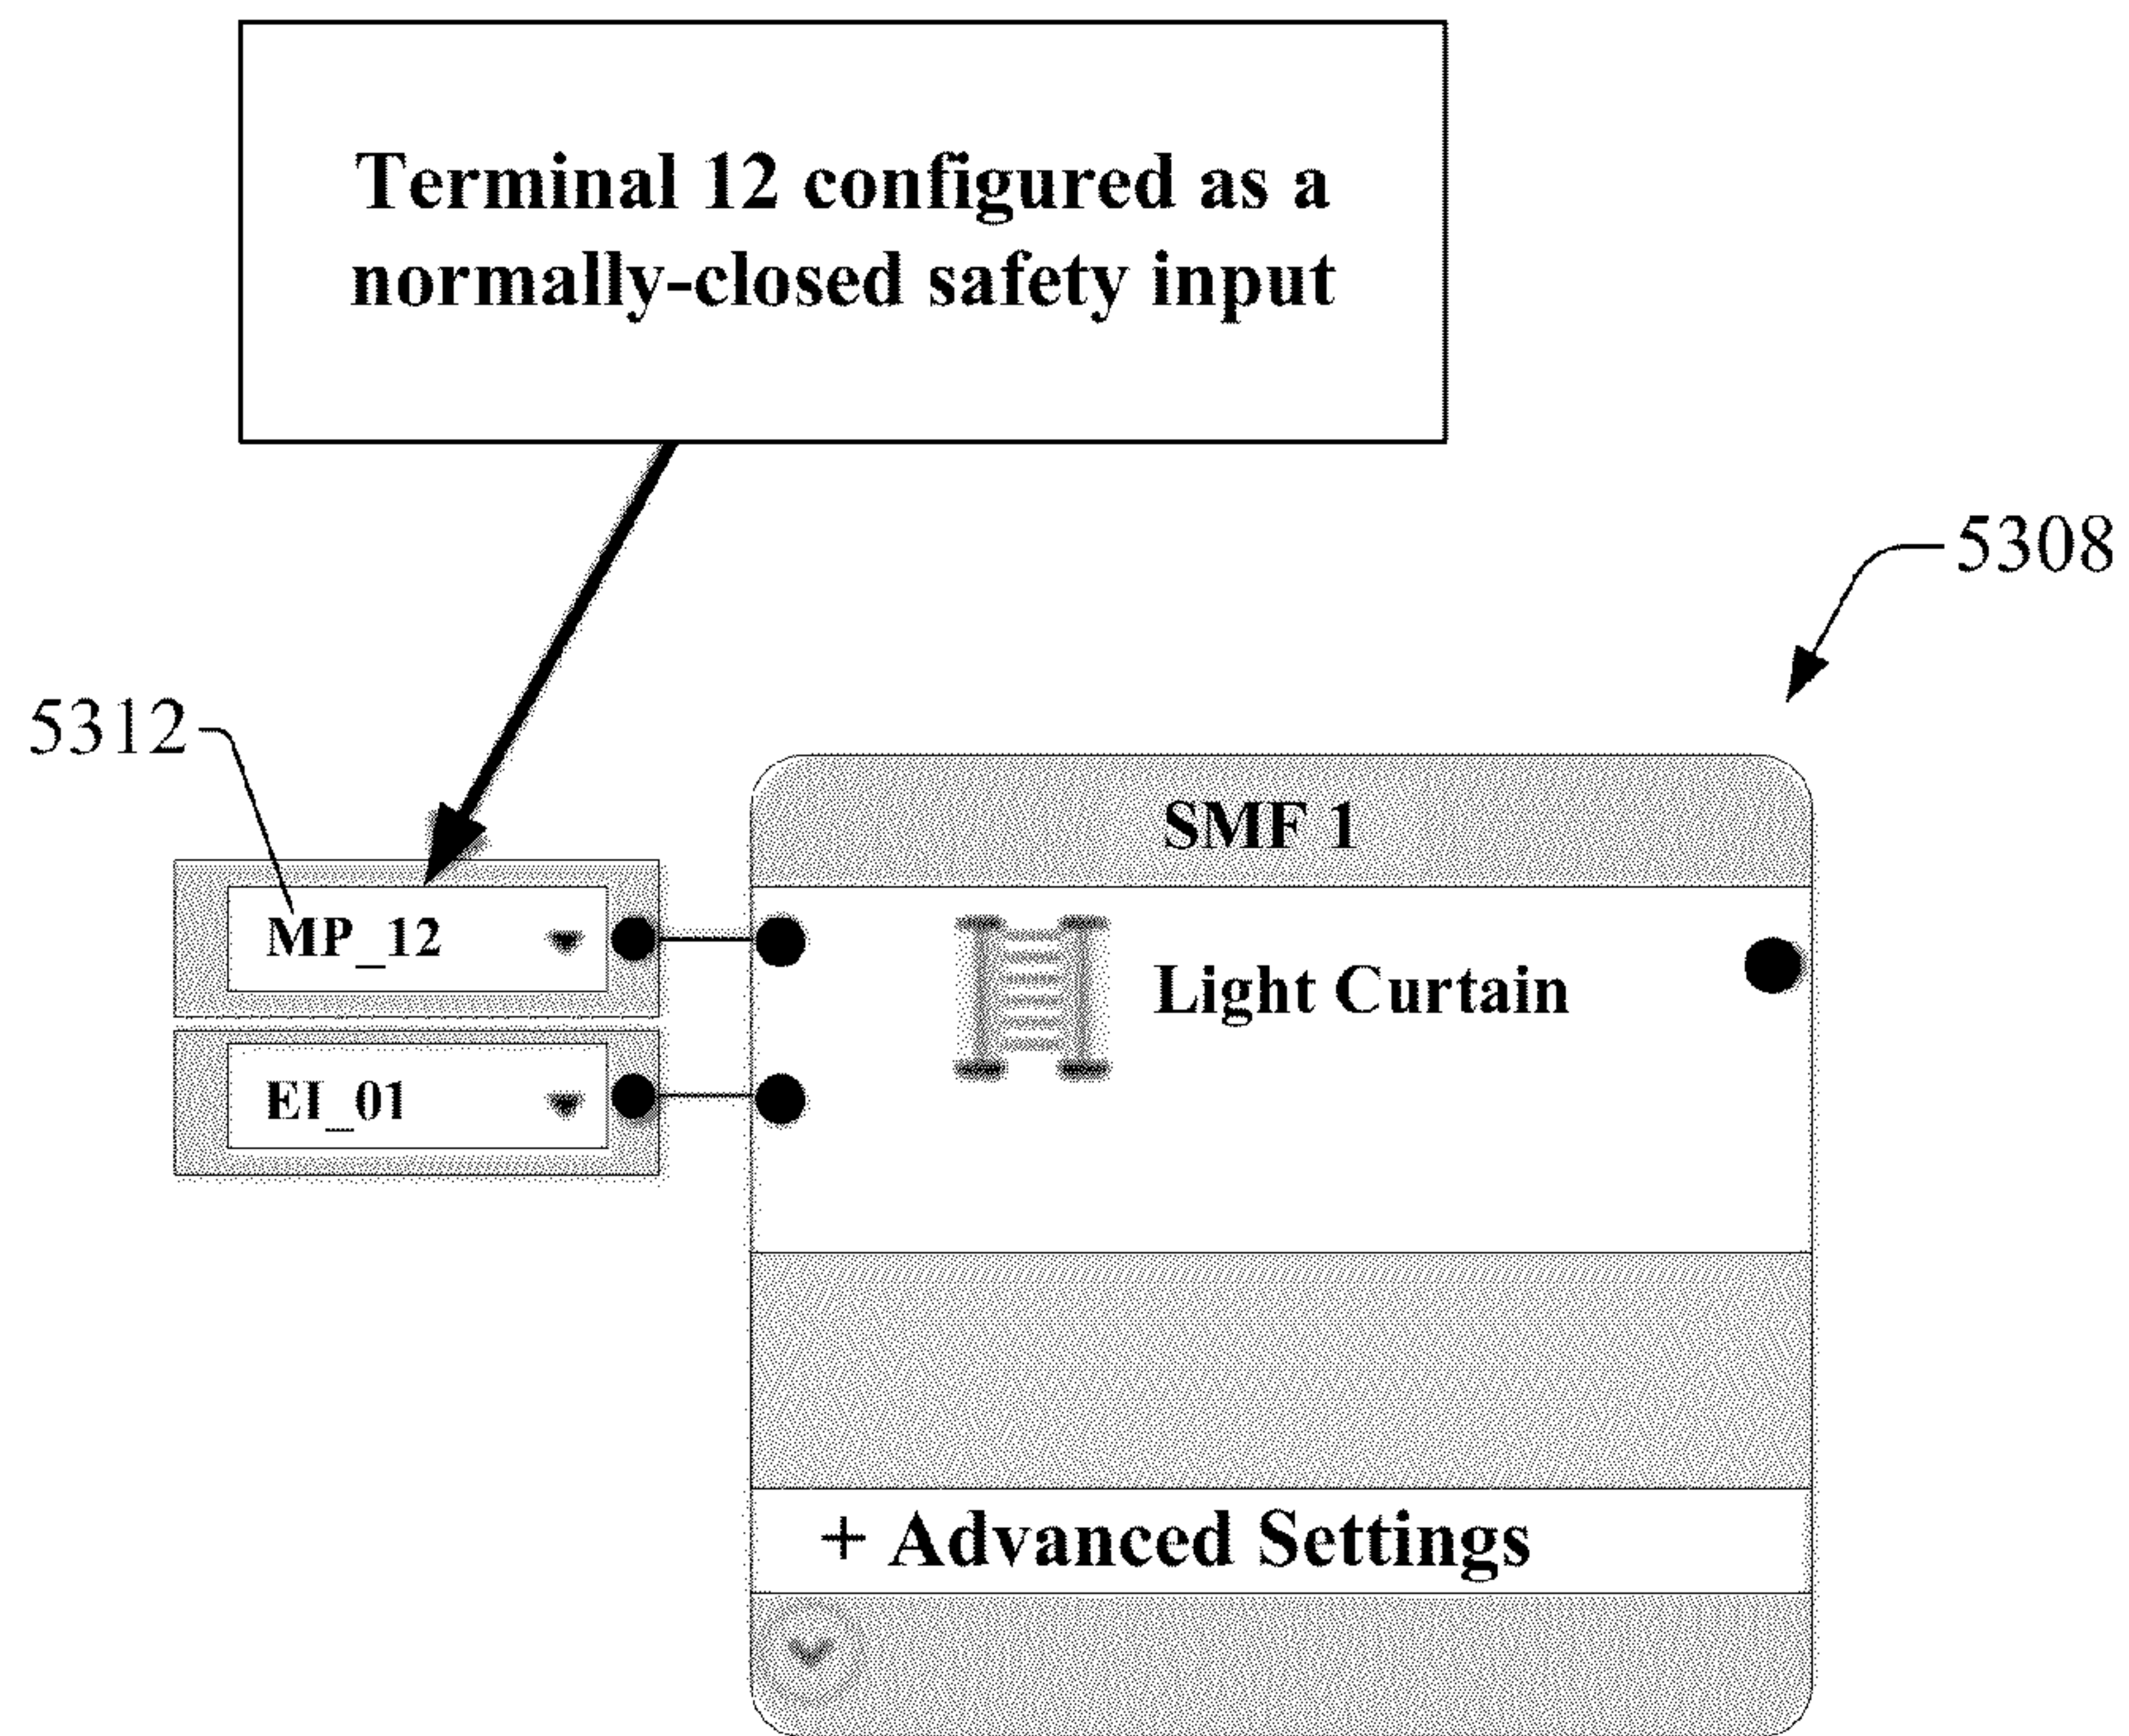 Terminal 12 configured as a
normally-closed safety input
5308
5312
SMF 1
MP_12
Light Curtain
EI_01
+ Advanced Settings